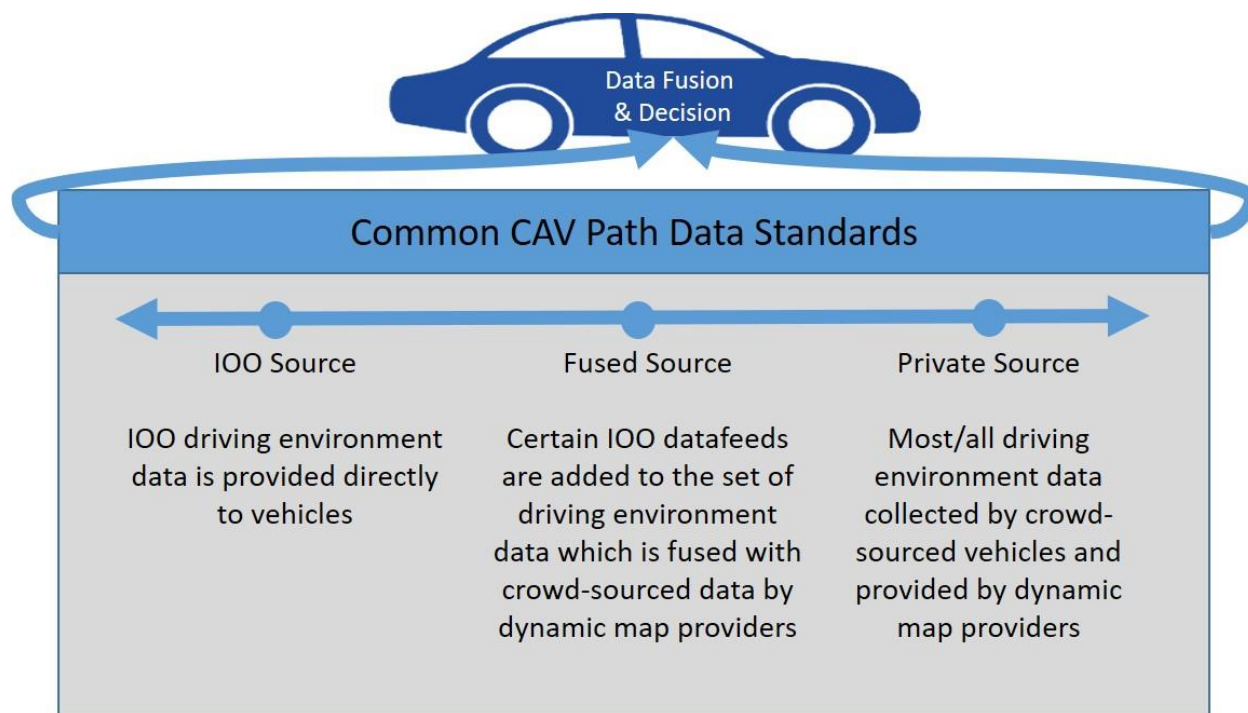 Data Fusion
& Decision
Common CAV Path Data Standards
IOO Source
IOO driving environment
data is provided directly
to vehicles
Fused Source
Certain IOO datafeeds
are added to the set of
driving environment
data which is fused with
crowd-sourced data by
dynamic map providers
Private Source
Most/all driving
environment data
collected by crowd-
sourced vehicles and
provided by dynamic
map providers